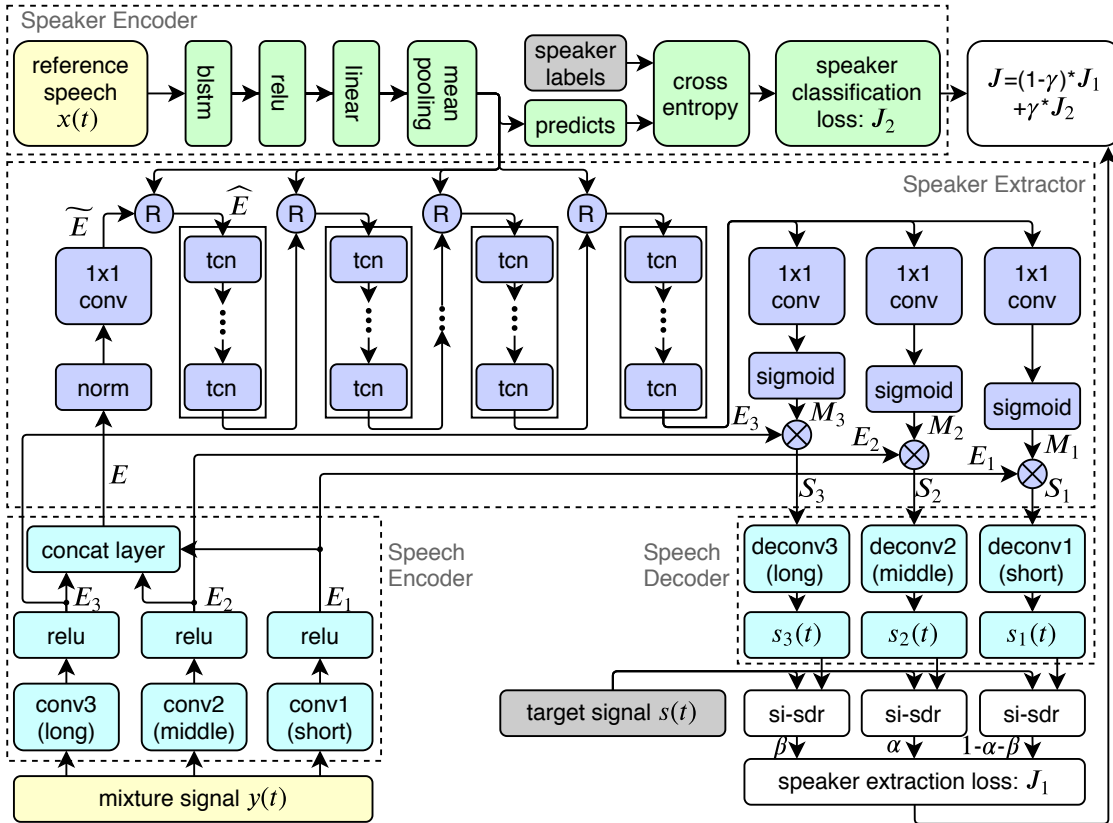 Speaker Encoder
reference
speech
x(t)
blstm
relu
linear
mean
polling
speaker
labels
predicts
cross
entropy
speaker
classification
loss: J₂
J=(1-γ)*J₁
+γ*J₂
Speaker Extractor
Ẽ
R
Ê
R
R
R
1x1
conv
norm
tcn
tcn
tcn
tcn
tcn
tcn
tcn
tcn
1x1
conv
1x1
conv
1x1
conv
sigmoid
sigmoid
sigmoid
E₃
M₃
E₂
M₂
E₁
M₁
E
S₃
S₂
S₁
concat layer
Speech
Encoder
Speech
Decoder
deconv3
(long)
deconv2
(middle)
deconv1
(short)
E₃
E₂
E₁
relu
relu
relu
s₃(t)
s₂(t)
s₁(t)
conv3
(long)
conv2
(middle)
conv1
(short)
target signal s(t)
si-sdr
si-sdr
si-sdr
β
α
1-α-β
mixture signal y(t)
speaker extraction loss: J₁